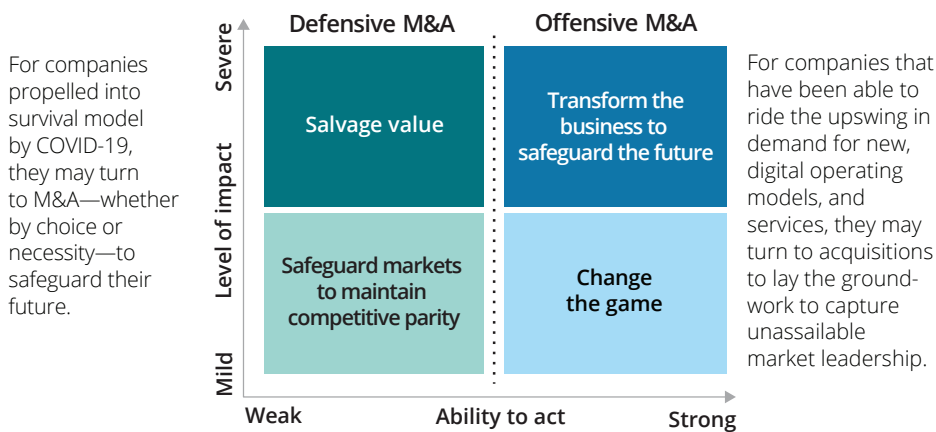 Defensive M&A
Offensive M&A
For companies
propelled into
survival model
by COVID-19,
they may turn
to M&A—whether
by choice or
necessity—to
safeguard their
future.
Severe
Level of impact
Mild
Salvage value
Transform the
business to
safeguard the future
Safeguard markets
to maintain
competitive parity
Change
the game
For companies that
have been able to
ride the upswing in
demand for new,
digital operating
models, and
services, they may
turn to acquisitions
to lay the ground-
work to capture
unassailable
market leadership.
Weak
Ability to act
Strong